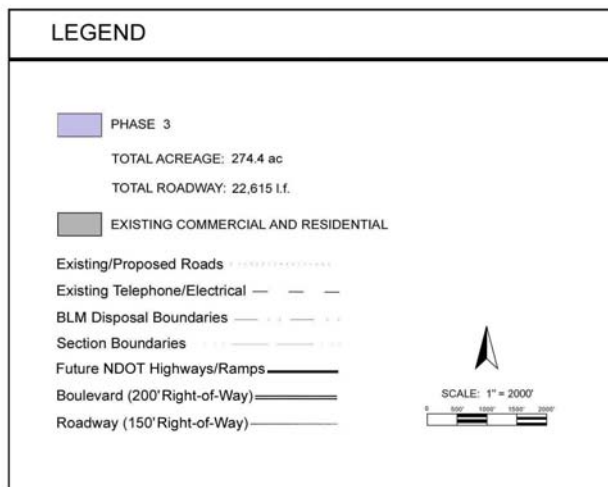 LEGEND
PHASE 3
TOTAL ACREAGE: 274.4 ac
TOTAL ROADWAY: 22,615 l.f.
EXISTING COMMERCIAL AND RESIDENTIAL
Existing/Proposed Roads
Existing Telephone/Electrical
BLM Disposal Boundaries
Section Boundaries
Future NDOT Highways/Ramps
Boulevard (200'Right-of-Way)
Roadway (150'Right-of-Way)
SCALE: 1" = 2000'
0 500' 1000' 1500' 2000'